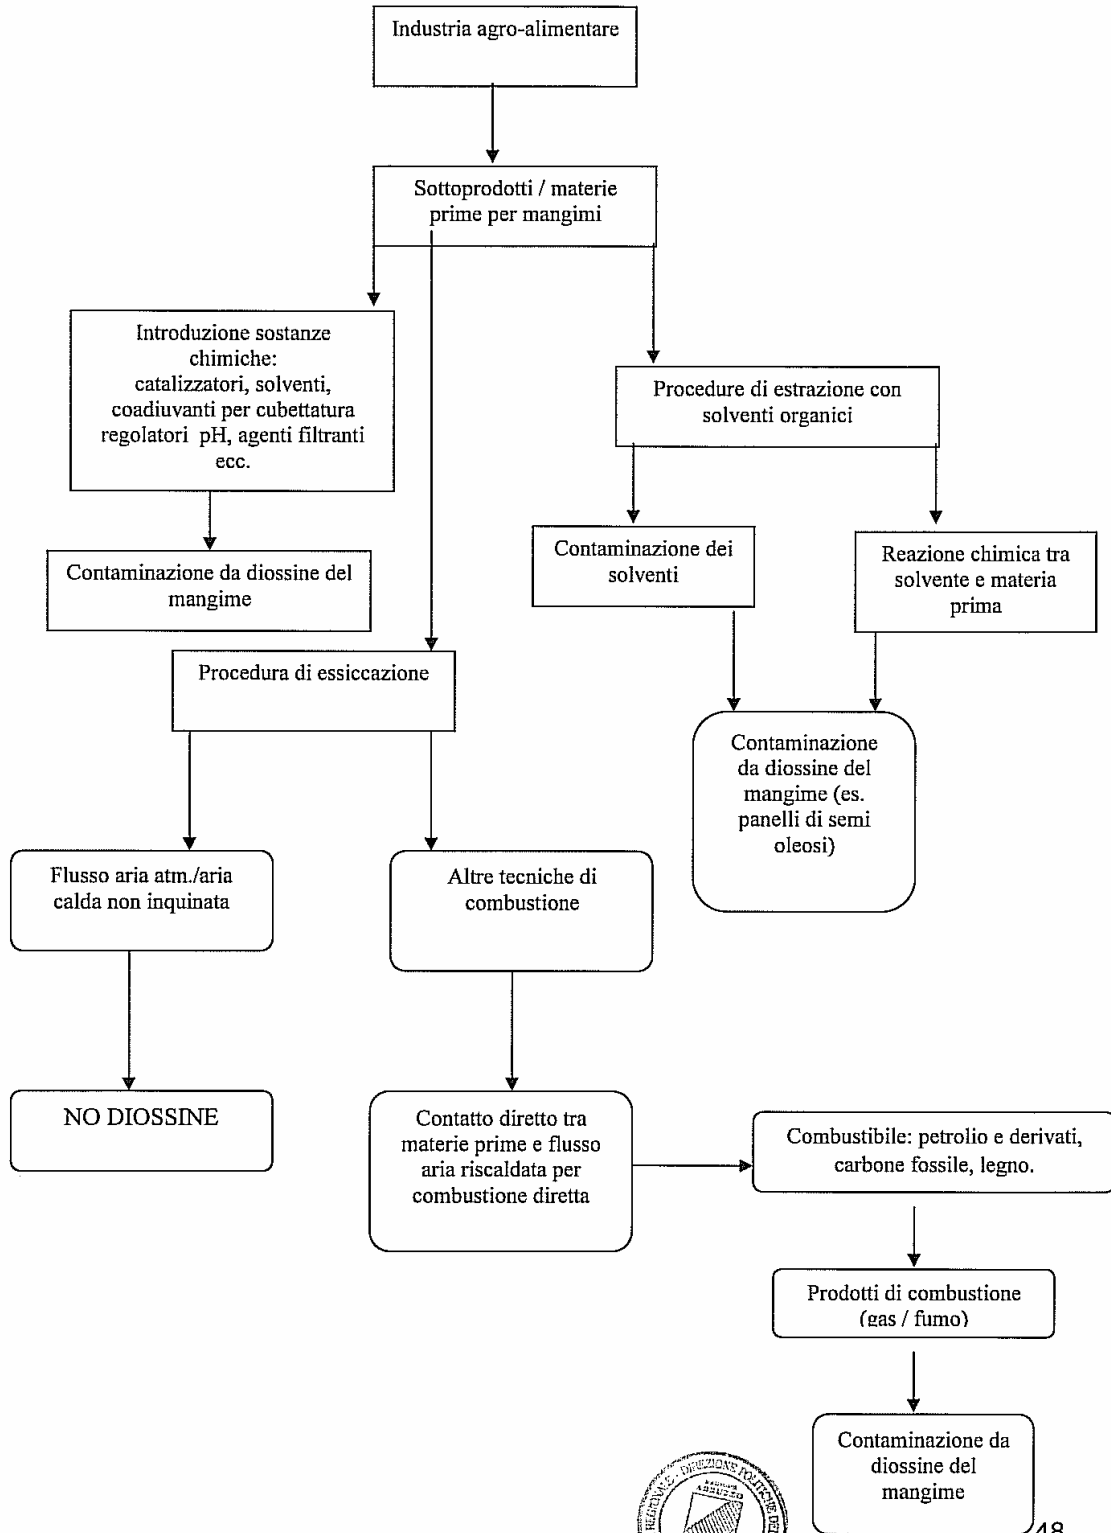 Industria agro-alimentare
Sottoprodotti / materie
prime per mangimi
Introduzione sostanze
chimiche:
catalizzatori, solventi,
coadiuvanti per cubettatura
regolatori pH, agenti filtranti
ecc.
Procedure di estrazione con
solventi organici
Contaminazione da diossine del
mangime
Contaminazione dei
solventi
Reazione chimica tra
solvente e materia
prima
Procedura di essiccazione
Contaminazione
da diossine del
mangime (es.
panelli di semi
oleosi)
Flusso aria atm./aria
calda non inquinata
Altre tecniche di
combustione
NO DIOSSINE
Contatto diretto tra
materie prime e flusso
aria riscaldata per
combustione diretta
Combustibile: petrolio e derivati,
carbone fossile, legno.
Prodotti di combustione
(gas / fumo)
Contaminazione da
diossine del
mangime
REGIONALE - DIREZIONE POLITICHE DEL
ABRUZZO
48